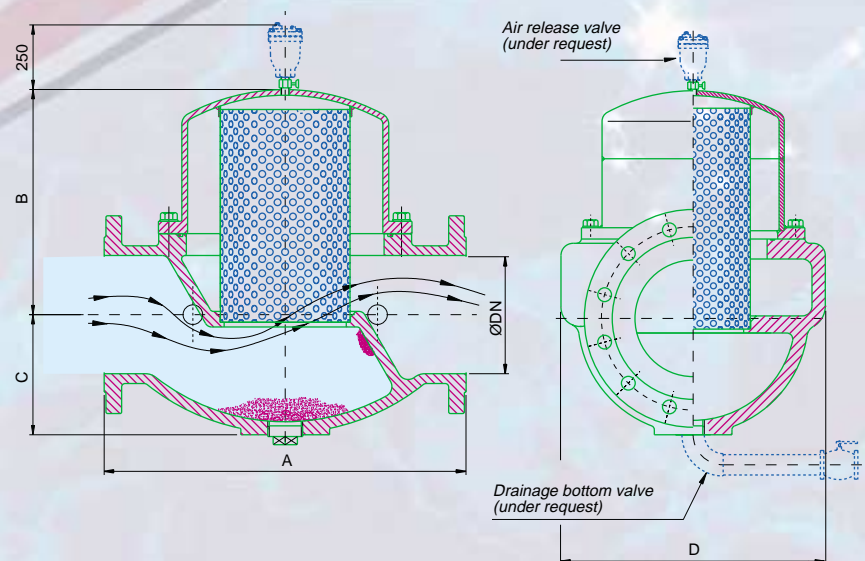 250
B
C
A
ØDN
Air release valve
(under request)
Drainage bottom valve
(under request)
D